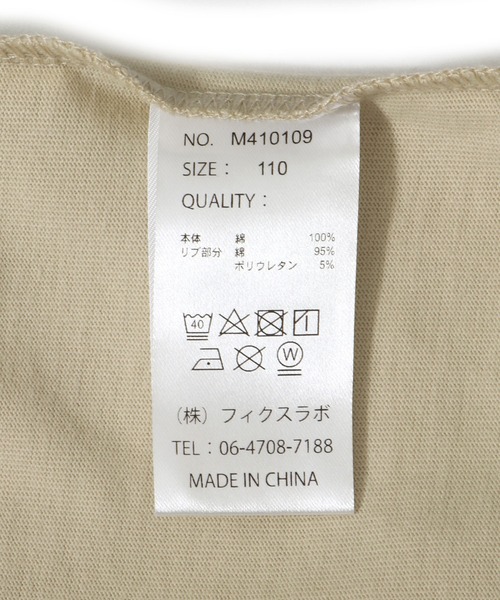 NO. M410109
SIZE： 110
QUALITY：
本体 綿 100%
リブ部分 綿 95%
ポリウレタン 5%
40
W
（株）フィクスラボ
TEL：06-4708-7188
MADE IN CHINA